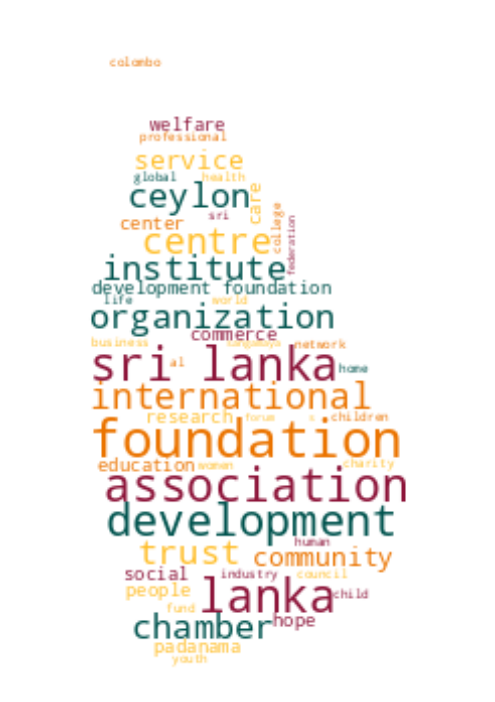 colombo
welfare
professional
service
global health
ceylon
care
sri
center
college
centre
federation
institute
development foundation
life world
organization
commerce
business network
sri lanka
al
home
international
research forum children
foundation
education women charity
association
development
human
trust community
social industry council
people lanka child
fund
chamber hope
padanama
youth